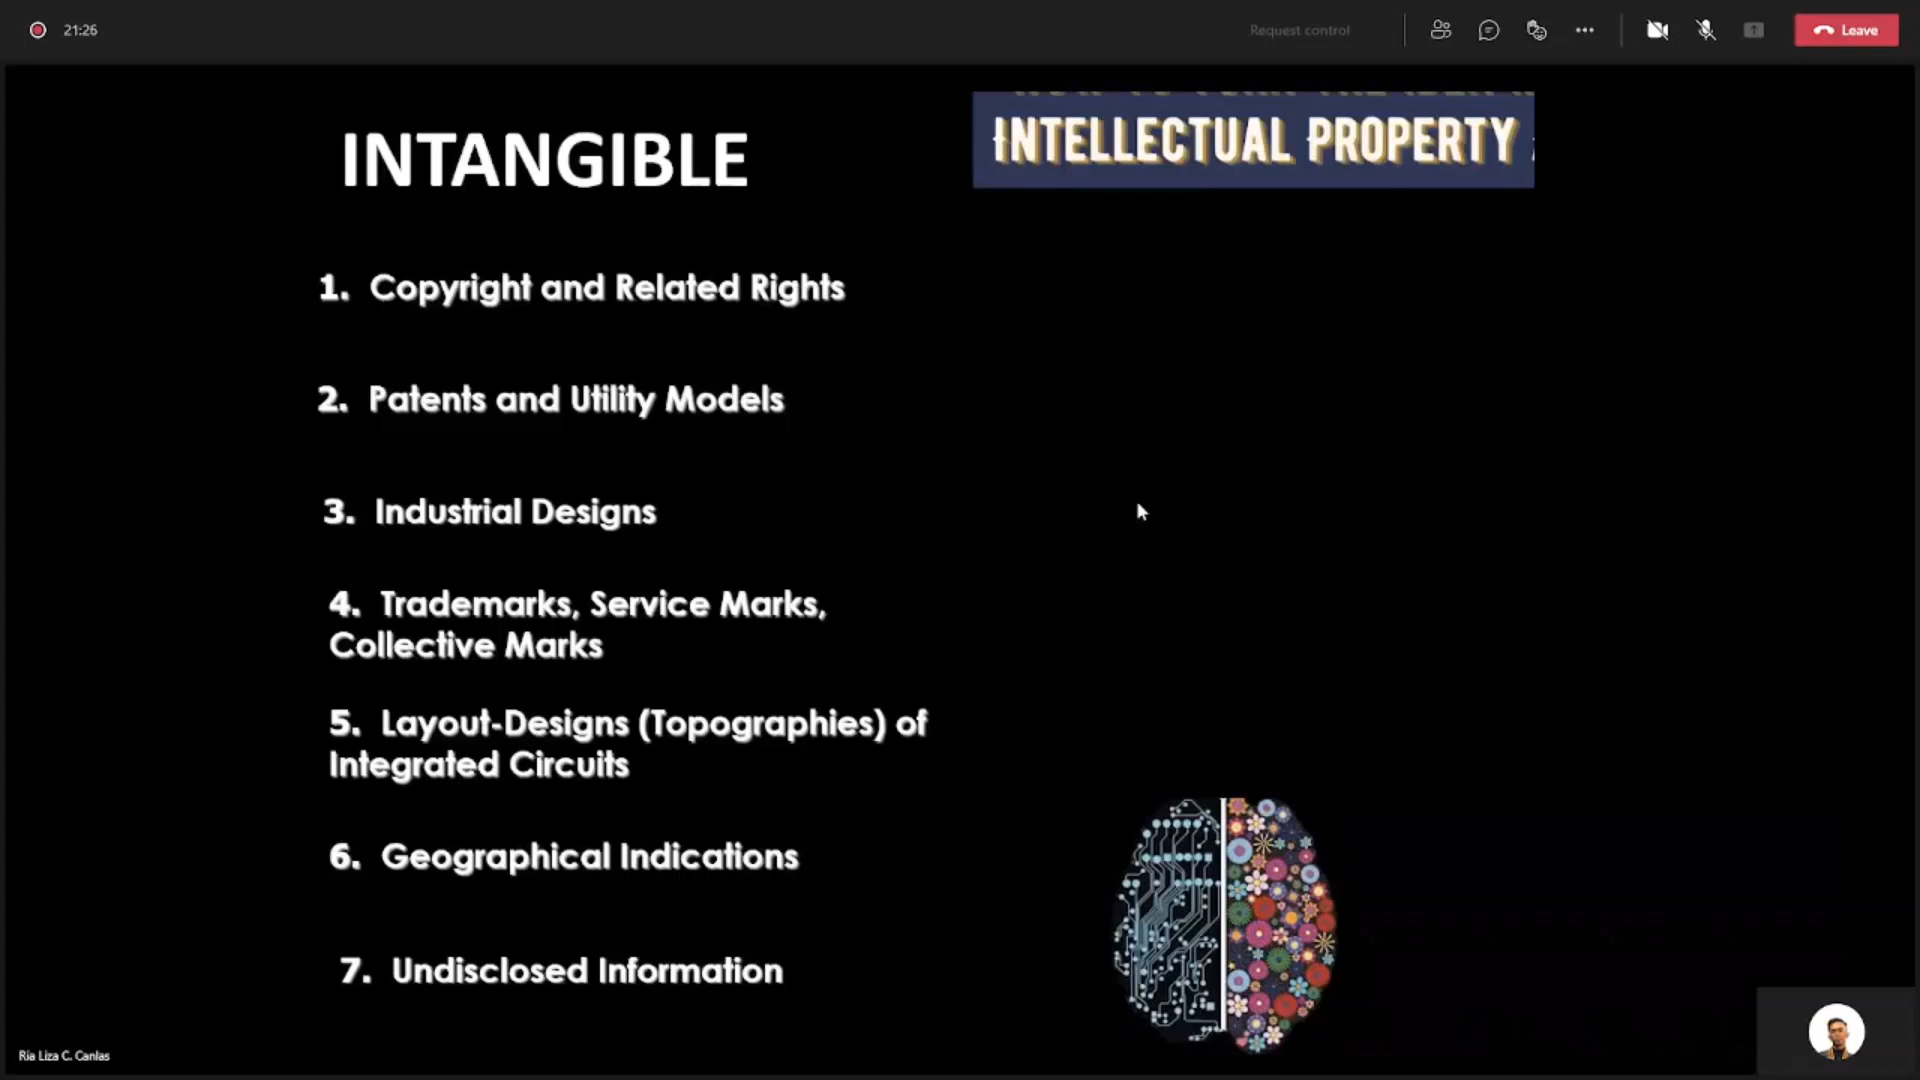 21:26
Request control
Leave
INTANGIBLE
INTELLECTUAL PROPERTY
1. Copyright and Related Rights
2. Patents and Utility Models
3. Industrial Designs
4. Trademarks, Service Marks,
Collective Marks
5. Layout-Designs (Topographies) of
Integrated Circuits
6. Geographical Indications
7. Undisclosed Information
Ria Liza C. Canlas